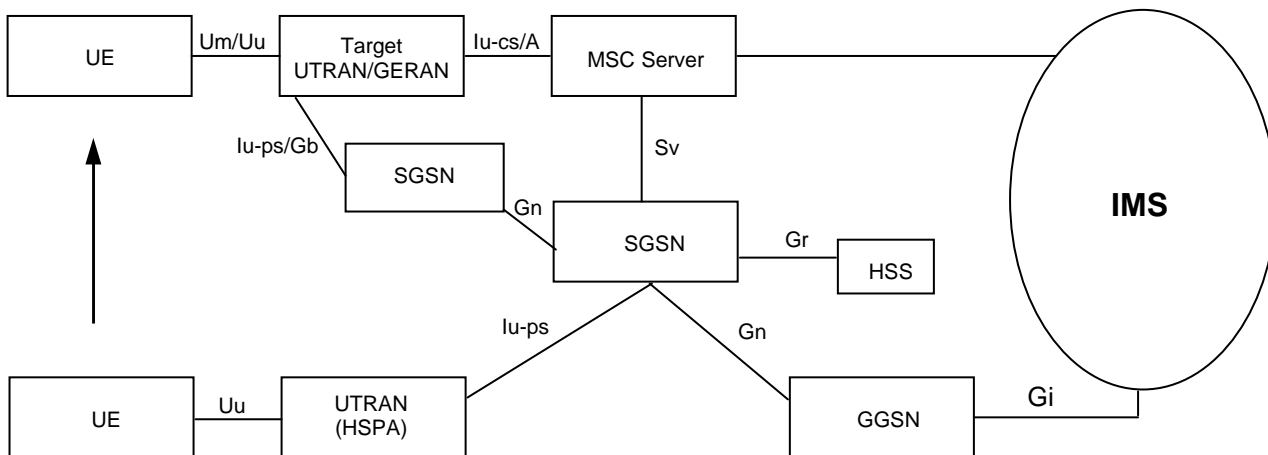 UE
Um/Uu
Target
UTRAN/GERAN
Iu-cs/A
MSC Server
Iu-ps/Gb
SGSN
Gn
Sv
SGSN
Gr
HSS
IMS
Iu-ps
Gn
UE
Uu
UTRAN
(HSPA)
GGSN
Gi